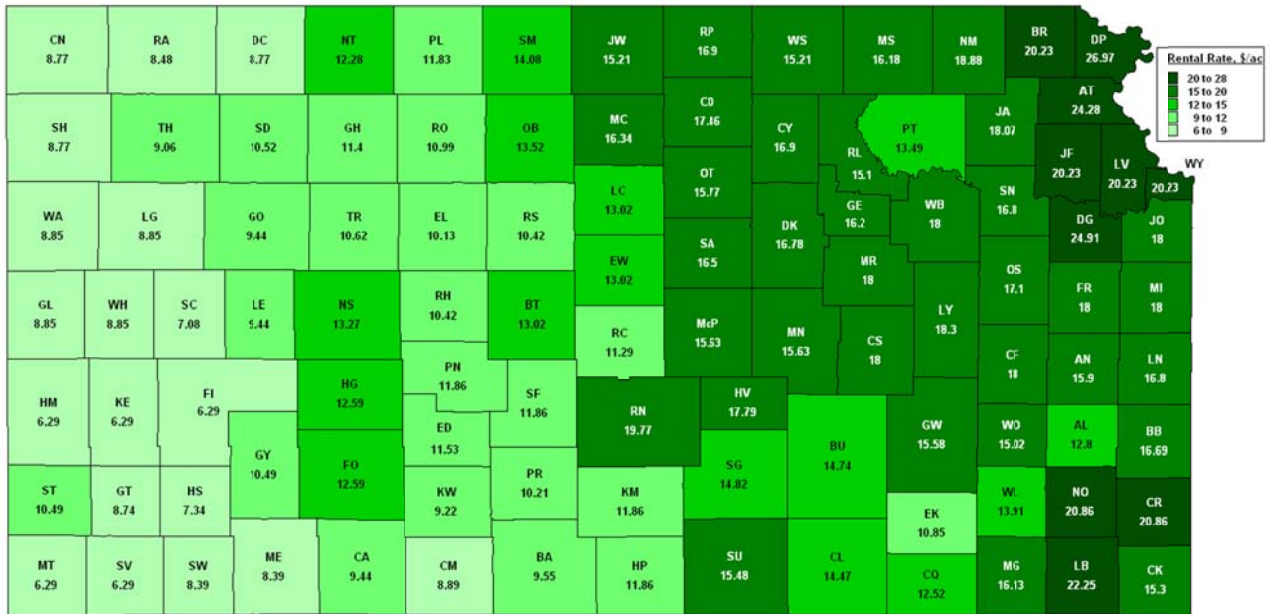 CN
8.77
RA
8.48
DC
8.77
NT
12.28
PL
11.83
SM
14.08
JW
15.21
RP
16.9
WS
15.21
MS
16.18
NM
18.88
BR
20.23
DP
26.97
Rental Rate, $/ac
20 to 28
15 to 20
12 to 15
9 to 12
6 to 9
SH
8.77
TH
9.06
SD
10.52
GH
11.4
RO
10.99
OB
13.52
MC
16.34
CD
17.86
CY
16.9
RL
15.1
PT
13.49
JA
18.07
AT
24.28
JF
20.23
LV
20.23
WY
20.23
WA
8.85
LG
8.85
GO
9.44
TR
10.62
EL
10.13
RS
10.42
LC
13.02
OT
15.77
GE
16.2
WB
18
SN
16.8
DG
24.91
JO
18
EW
13.02
SA
16.5
DK
16.78
MR
18
OS
17.1
FR
18
MI
18
GL
8.85
WH
8.85
SC
7.08
LE
9.44
NS
13.27
RH
10.42
BT
13.02
RC
11.29
McP
15.63
MN
15.63
CS
18
LY
18.3
CF
18
AN
15.9
LN
16.8
HM
6.29
KE
6.29
FI
6.29
HG
12.59
PN
11.86
SF
11.86
RN
19.77
HV
17.79
GY
10.49
FO
12.59
ED
11.53
BU
14.74
GW
15.58
WO
15.02
AL
12.8
BB
16.69
ST
10.49
GT
8.74
HS
7.34
KW
9.22
PR
10.21
KM
11.86
SG
14.82
EK
10.85
WL
13.91
NO
20.86
CR
20.86
MT
6.29
SV
6.29
SW
8.39
ME
8.39
CA
9.44
CM
8.89
BA
9.55
HP
11.86
SU
15.48
CL
14.47
CQ
12.52
MG
16.13
LB
22.25
CK
15.3